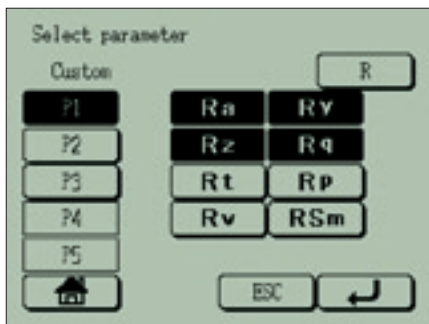 Select parameter
Custom R
P1 Ra Ry
P2 Rz Rq
P3 Rt Rp
P4 Rv RSm
P5
ESC